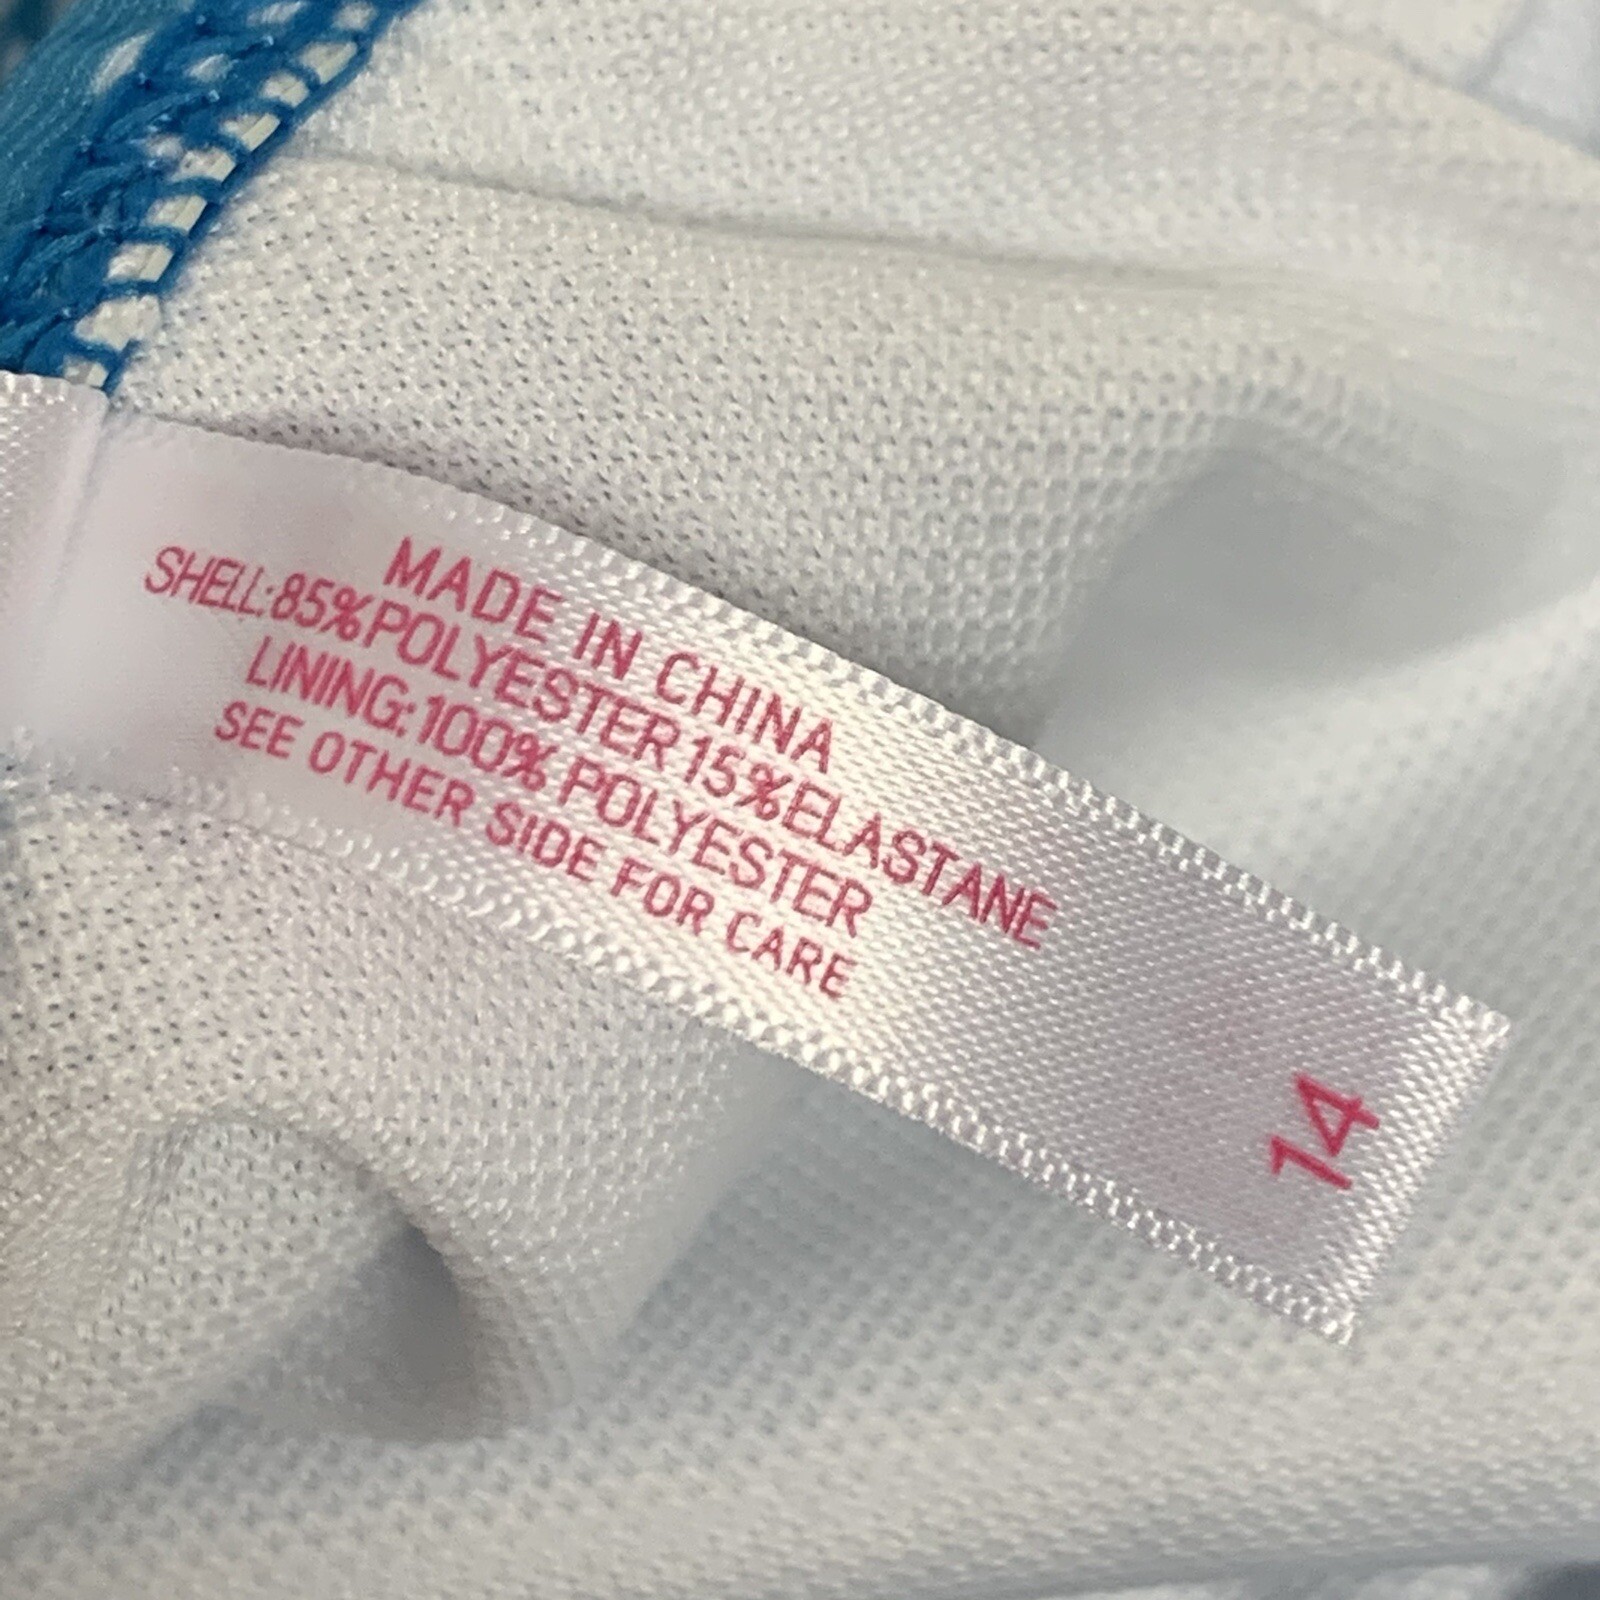 MADE IN CHINA
SHELL:85%POLYESTER 15%ELASTANE
LINING:100% POLYESTER
SEE OTHER SIDE FOR CARE
14